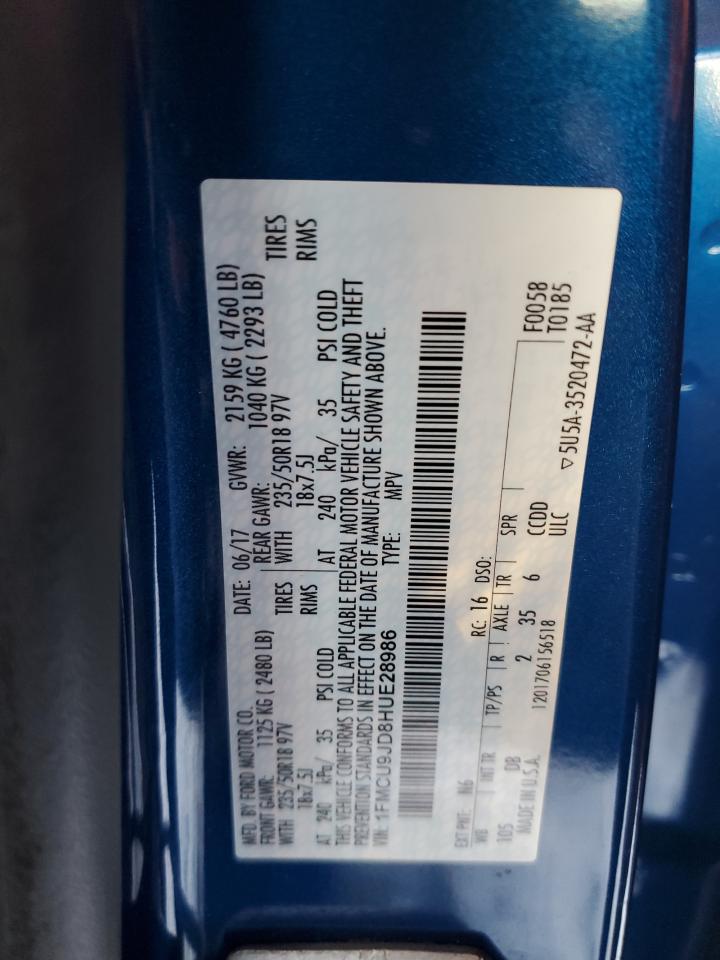 MFD. BY FORD MOTOR CO.
DATE: 06/17 GVWR: 2159 KG ( 4760 LB)
FRONT GAWR: 1125 KG ( 2480 LB) REAR GAWR: 1040 KG ( 2293 LB)
WITH 235/50R18 97V TIRES WITH 235/50R18 97V TIRES
18x7.5J RIMS 18x7.5J RIMS
AT 240 kPa/ 35 PSI COLD AT 240 kPa/ 35 PSI COLD
THIS VEHICLE CONFORMS TO ALL APPLICABLE FEDERAL MOTOR VEHICLE SAFETY AND THEFT
PREVENTION STANDARDS IN EFFECT ON THE DATE OF MANUFACTURE SHOWN ABOVE.
VIN: 1FMCU9JD8HUE28986 TYPE: MPV
EXT PNT: N6 RC: 16 DSO:
WB INT TR TP/PS R AXLE TR SPR
105 DB 2 35 6 CCDD F0058
MADE IN U.S.A. 1201706156518 ULC T0185
5U5A-3520472-AA